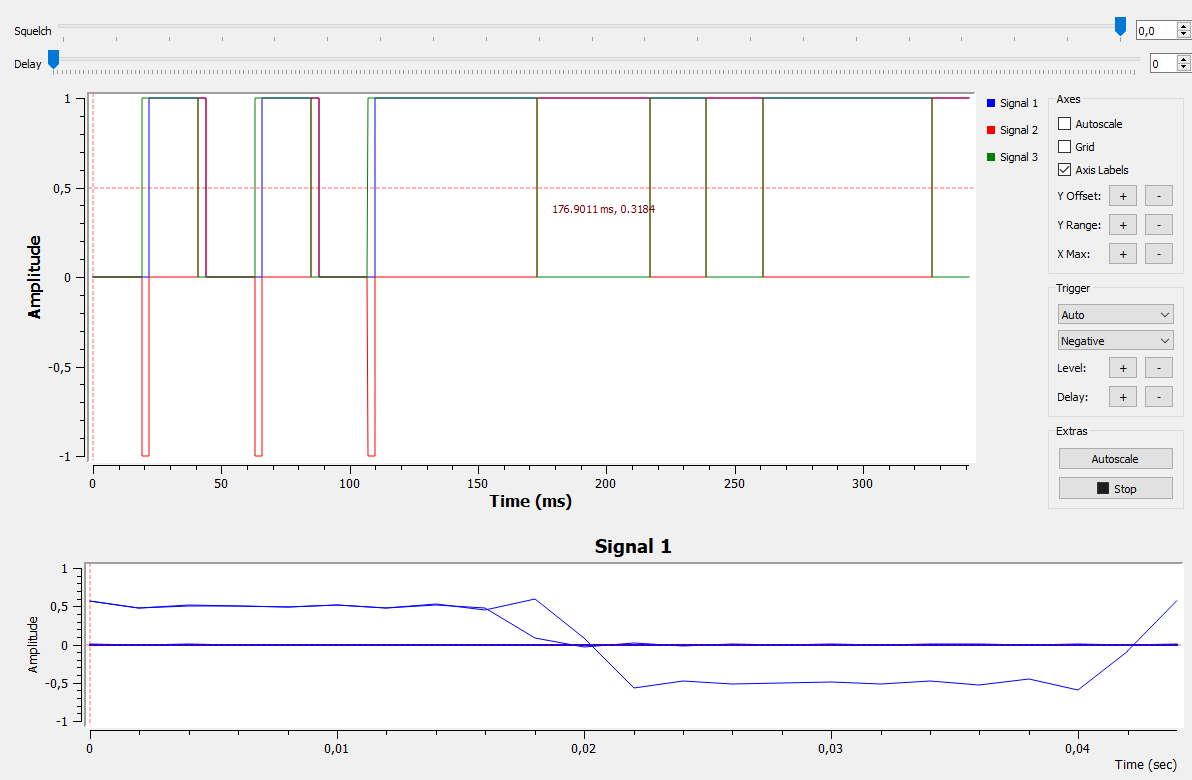 Squelch 0,0
Delay 0
1
0,5
0
-0,5
-1
Amplitude
176.9011 ms, 0.3184
0 50 100 150 200 250 300
Time (ms)
Signal 1
Signal 2
Signal 3
Axes
Autoscale
Grid
Axis Labels
Y Offset: + -
Y Range: + -
X Max: + -
Trigger
Auto
Negative
Level: + -
Delay: + -
Extras
Autoscale
Stop
Signal 1
1
0,5
0
-0,5
-1
Amplitude
0 0,01 0,02 0,03 0,04
Time (sec)